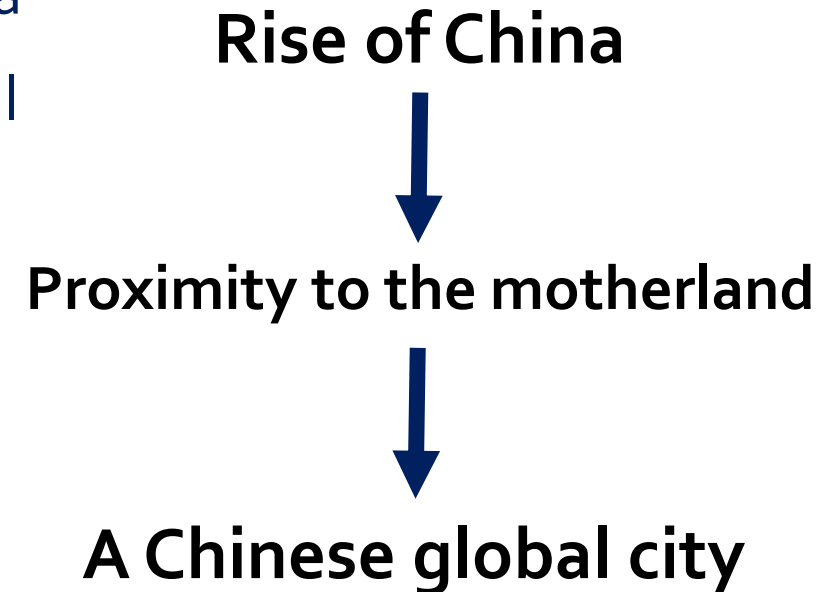 Rise of China
Proximity to the motherland
A Chinese global city